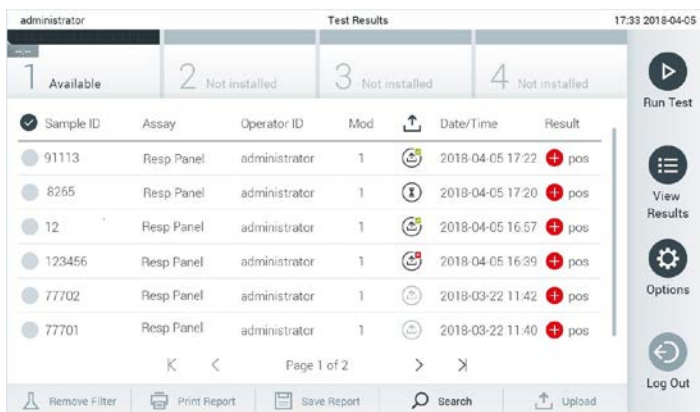 administrator Test Results 17:33 2018-04-05
--:--
1 Available 2 Not installed 3 Not installed 4 Not installed
Run Test
Sample ID Assay Operator ID Mod Date/Time Result
91113 Resp Panel administrator 1 2018-04-05 17:22 pos
8265 Resp Panel administrator 1 2018-04-05 17:20 pos
View
Results
12 Resp Panel administrator 1 2018-04-05 16:57 pos
123456 Resp Panel administrator 1 2018-04-05 16:39 pos
Options
77702 Resp Panel administrator 1 2018-03-22 11:42 pos
77701 Resp Panel administrator 1 2018-03-22 11:40 pos
Page 1 of 2
Log Out
Remove Filter Print Report Save Report Search Upload